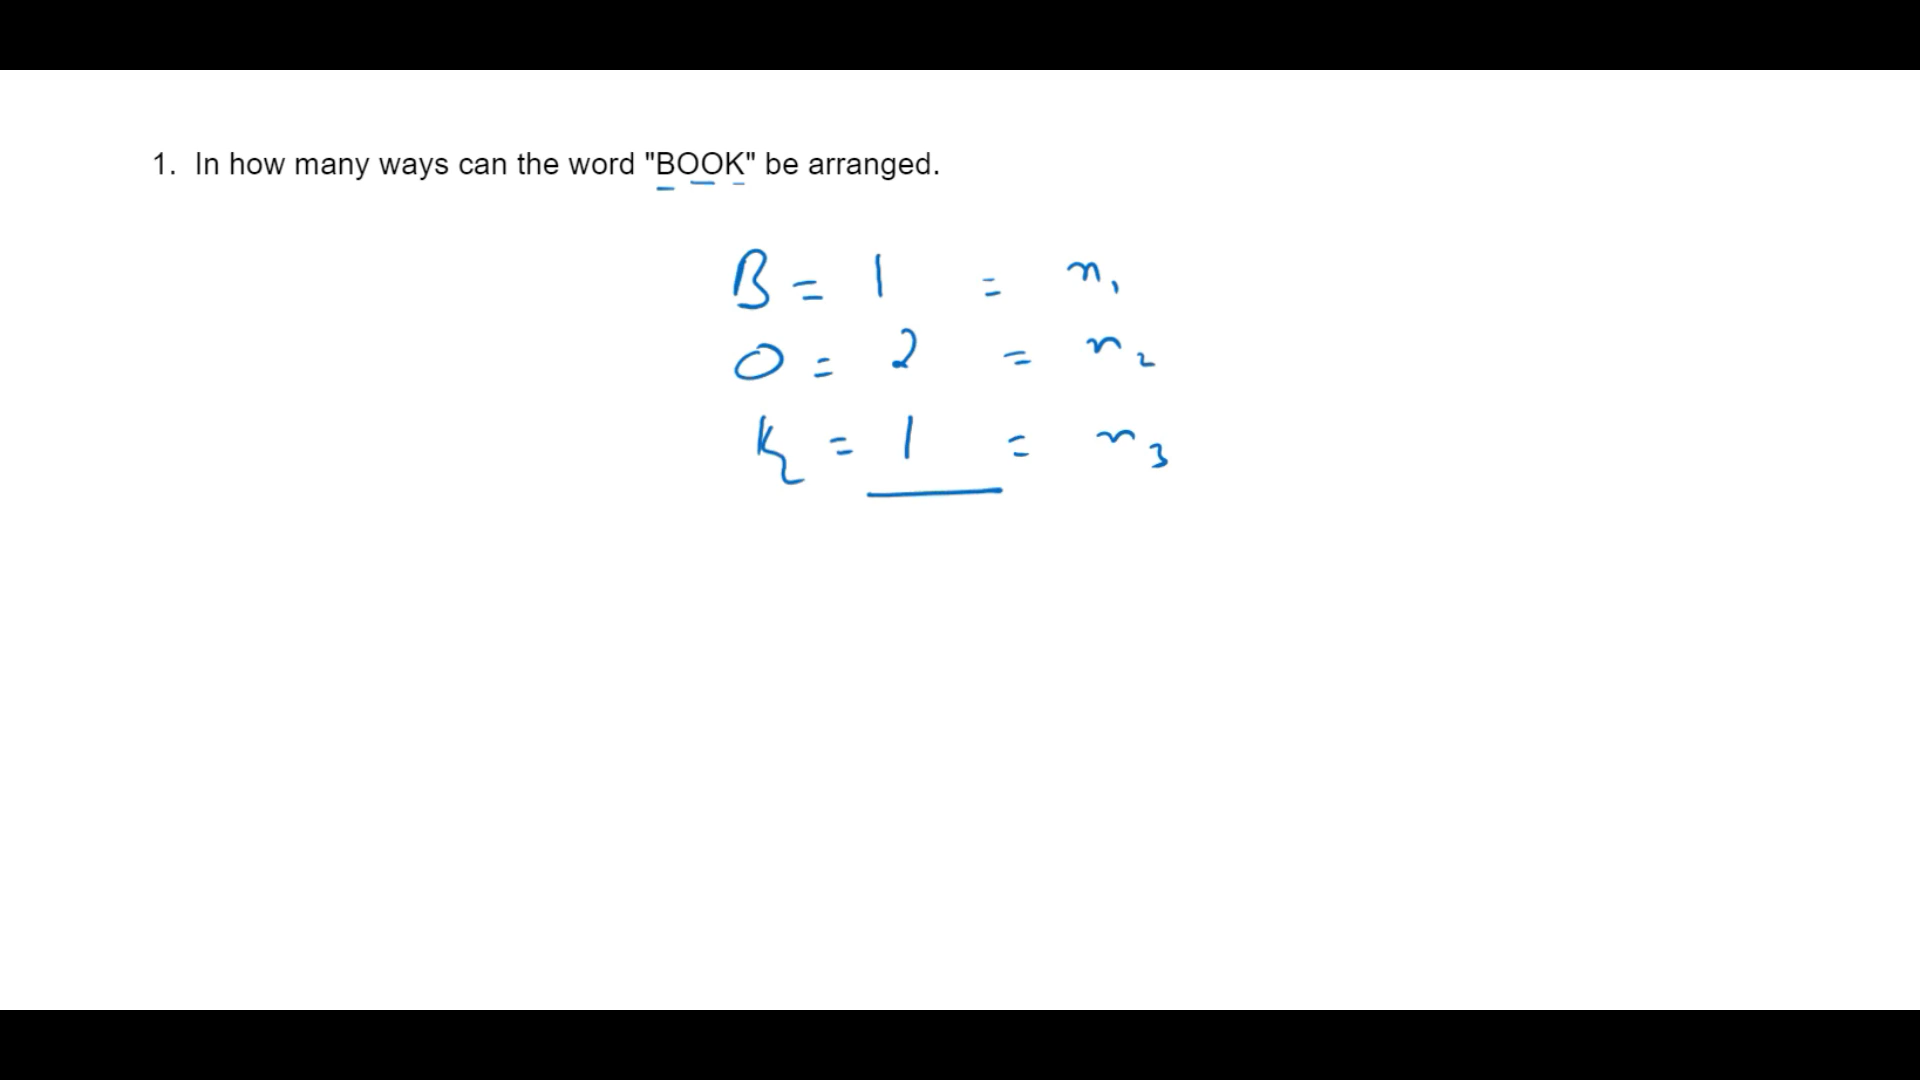 1. In how many ways can the word "BOOK" be arranged.
B = 1 = n₁
O = 2 = n₂
K = 1 = n₃